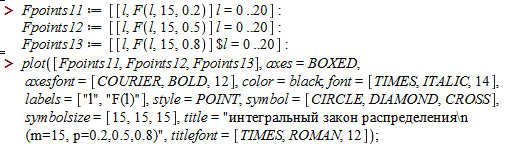 > Fpoints11 := [[l, F(l, 15, 0.2)] l = 0 ..20] :
Fpoints12 := [[l, F(l, 15, 0.5)] l = 0 ..20] :
Fpoints13 := [[l, F(l, 15, 0.8)] $l = 0 ..20] :
> plot([Fpoints11, Fpoints12, Fpoints13], axes = BOXED,
axesfont = [COURIER, BOLD, 12], color = black, font = [TIMES, ITALIC, 14],
labels = ["l", "F(l)"], style = POINT, symbol = [CIRCLE, DIAMOND, CROSS],
symbolsize = [15, 15, 15], title = "интегральный закон распределения\n
(m=15, p=0.2,0.5,0.8)", titlefont = [TIMES, ROMAN, 12]);